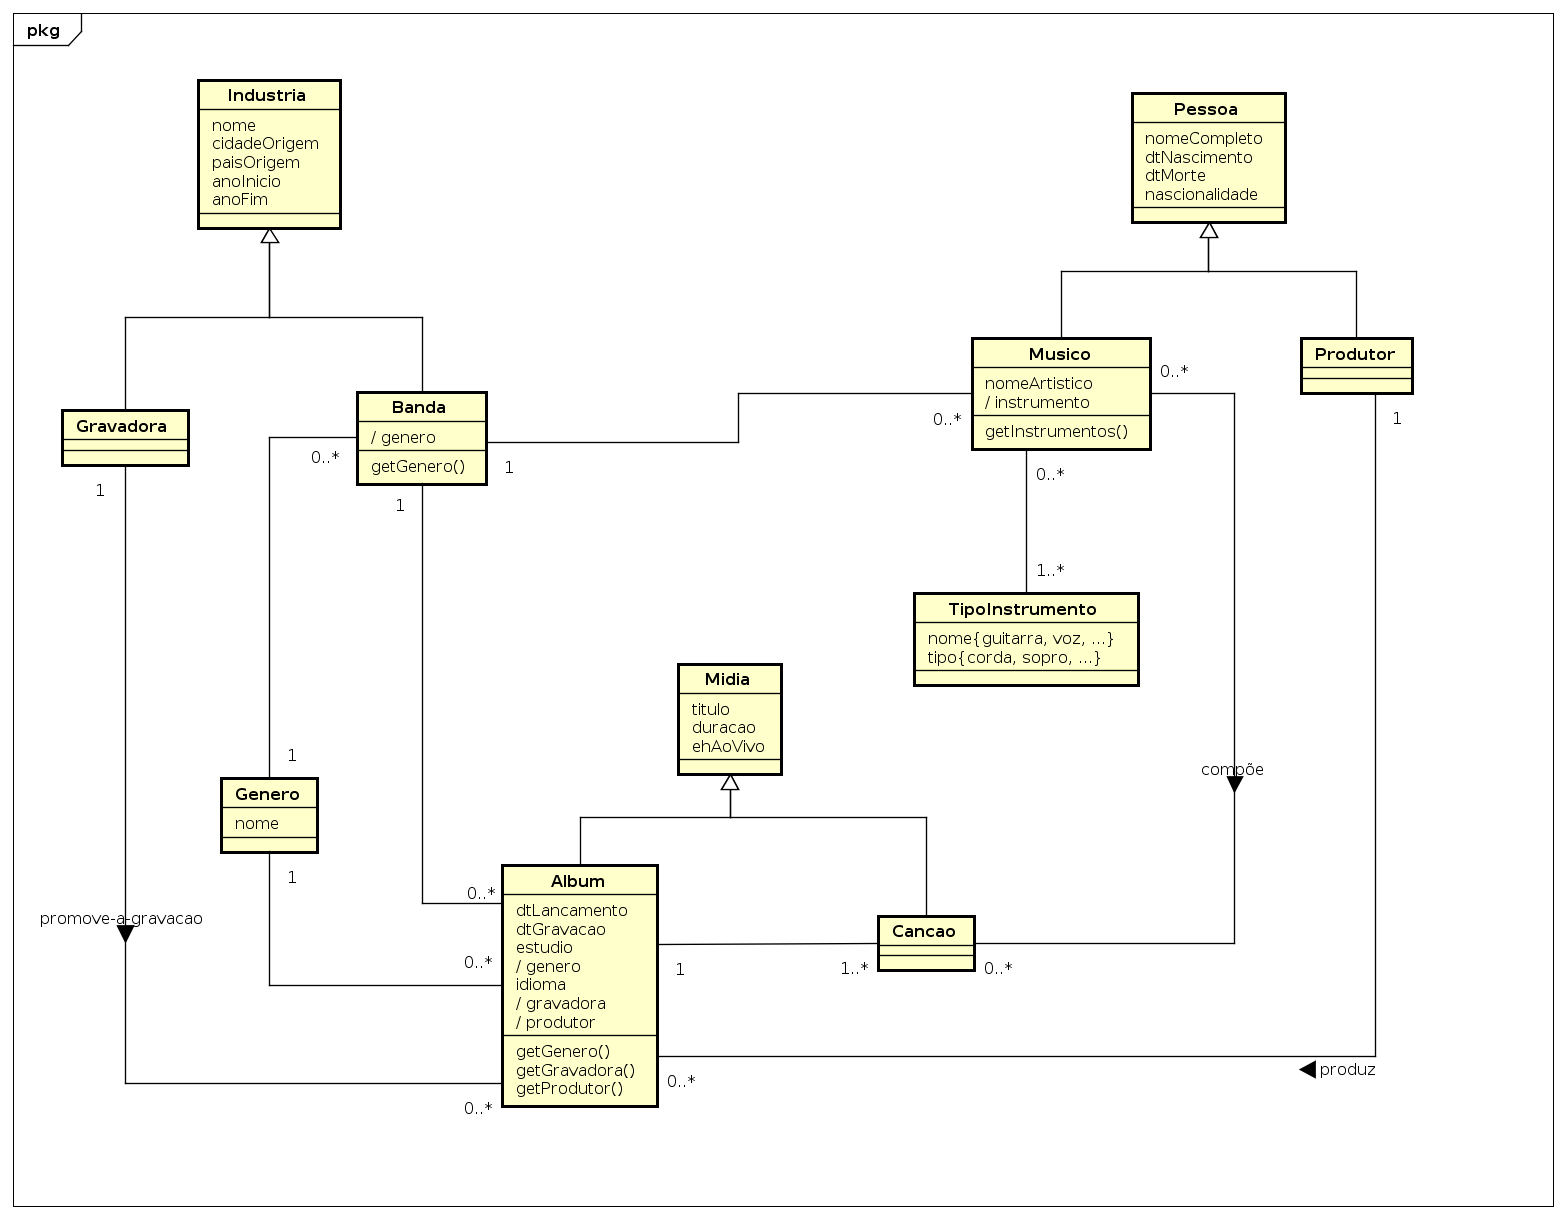 pkg
Industria
nome
cidadeOrigem
paisOrigem
anoInicio
anoFim
Pessoa
nomeCompleto
dtNascimento
dtMorte
nascionalidade
Gravadora
1
Banda
/ genero
getGenero()
0..*
1
1
Musico
nomeArtistico
/ instrumento
getInstrumentos()
0..*
0..*
0..*
Produtor
1
1..*
TipoInstrumento
nome{guitarra, voz, ...}
tipo{corda, sopro, ...}
Midia
titulo
duracao
ehAoVivo
compõe
1
Genero
nome
1
promove-a-gravacao
Album
dtLancamento
dtGravacao
estudio
/ genero
idioma
/ gravadora
/ produtor
getGenero()
getGravadora()
getProdutor()
0..*
0..*
0..*
1
1..*
Cancao
0..*
0..*
produz